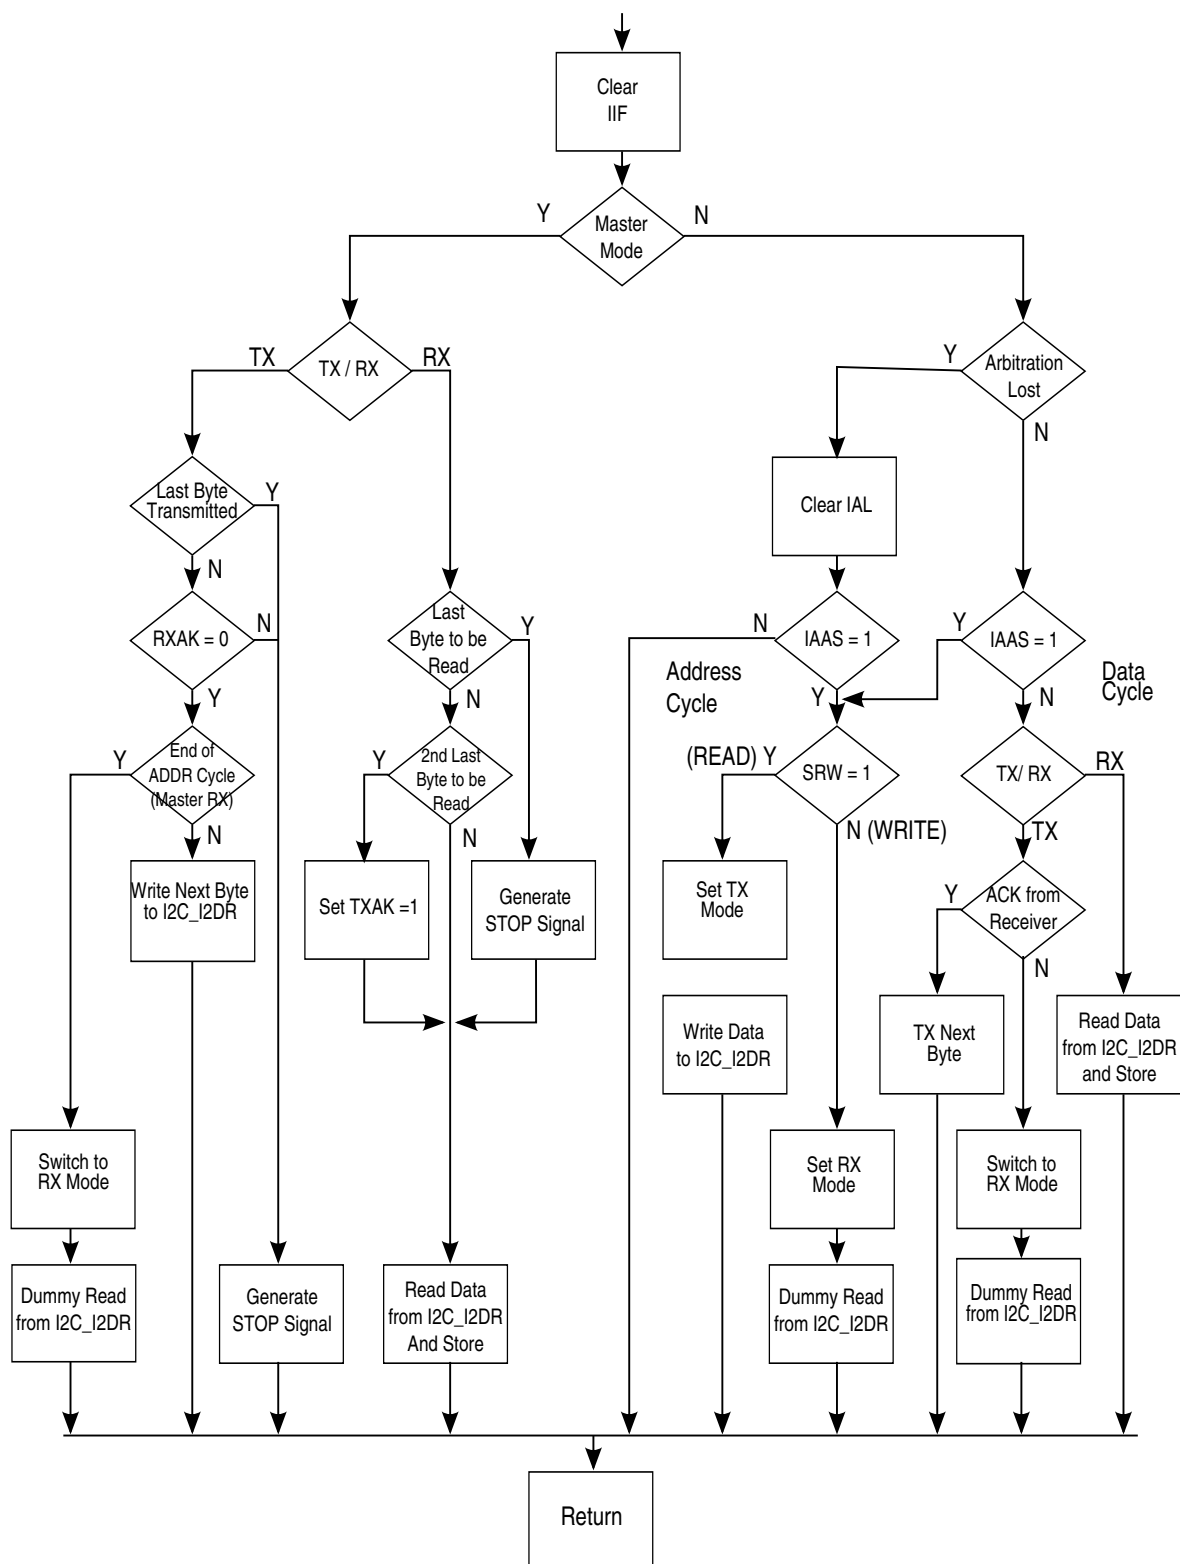 Clear
IIF
Y
Master
Mode
N
TX
TX / RX
RX
Y
Arbitration
Lost
N
Last Byte
Transmitted
Y
N
Clear IAL
RXAK = 0
N
Y
Last
Byte to be
Read
Y
N
N
IAAS = 1
Y
Y
IAAS = 1
N
Address
Cycle
Data
Cycle
Y
End of
ADDR Cycle
(Master RX)
N
Y
2nd Last
Byte to be
Read
N
(READ) Y
SRW = 1
N (WRITE)
TX/ RX
RX
TX
Write Next Byte
to I2C_I2DR
Set TXAK =1
Generate
STOP Signal
Set TX
Mode
Y
ACK from
Receiver
N
Write Data
to I2C_I2DR
TX Next
Byte
Read Data
from I2C_I2DR
and Store
Switch to
RX Mode
Set RX
Mode
Switch to
RX Mode
Dummy Read
from I2C_I2DR
Generate
STOP Signal
Read Data
from I2C_I2DR
And Store
Dummy Read
from I2C_I2DR
Dummy Read
from I2C_I2DR
Return